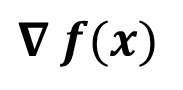 ∇ f(x)